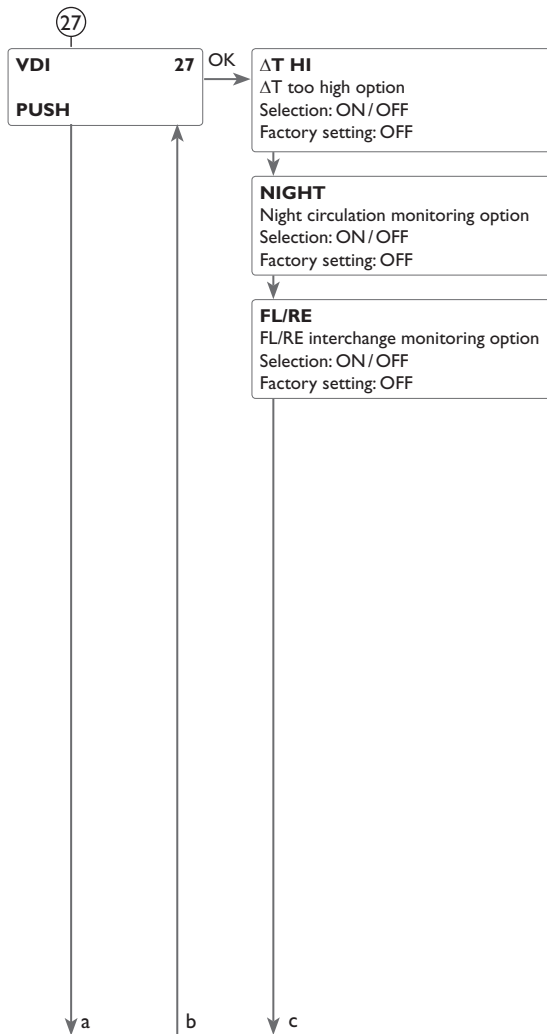 27
VDI 27
PUSH
OK
ΔT HI
ΔT too high option
Selection: ON / OFF
Factory setting: OFF
NIGHT
Night circulation monitoring option
Selection: ON / OFF
Factory setting: OFF
FL/RE
FL/RE interchange monitoring option
Selection: ON / OFF
Factory setting: OFF
a b c